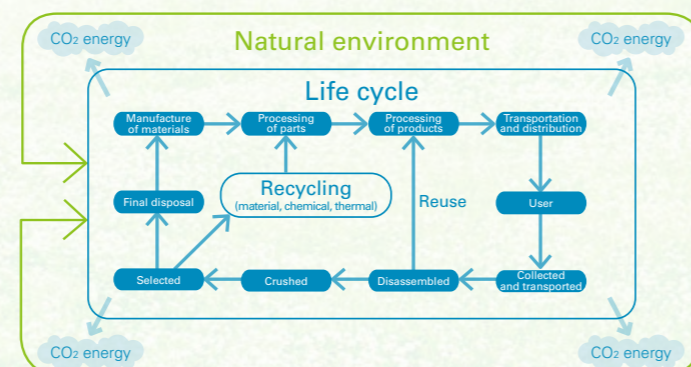 CO2 energy
Natural environment
CO2 energy
Life cycle
Manufacture
of materials
Processing
of parts
Processing
of products
Transportation
and distribution
Final disposal
Recycling
(material, chemical, thermal)
Reuse
User
Selected
Crushed
Disassembled
Collected
and transported
CO2 energy
CO2 energy